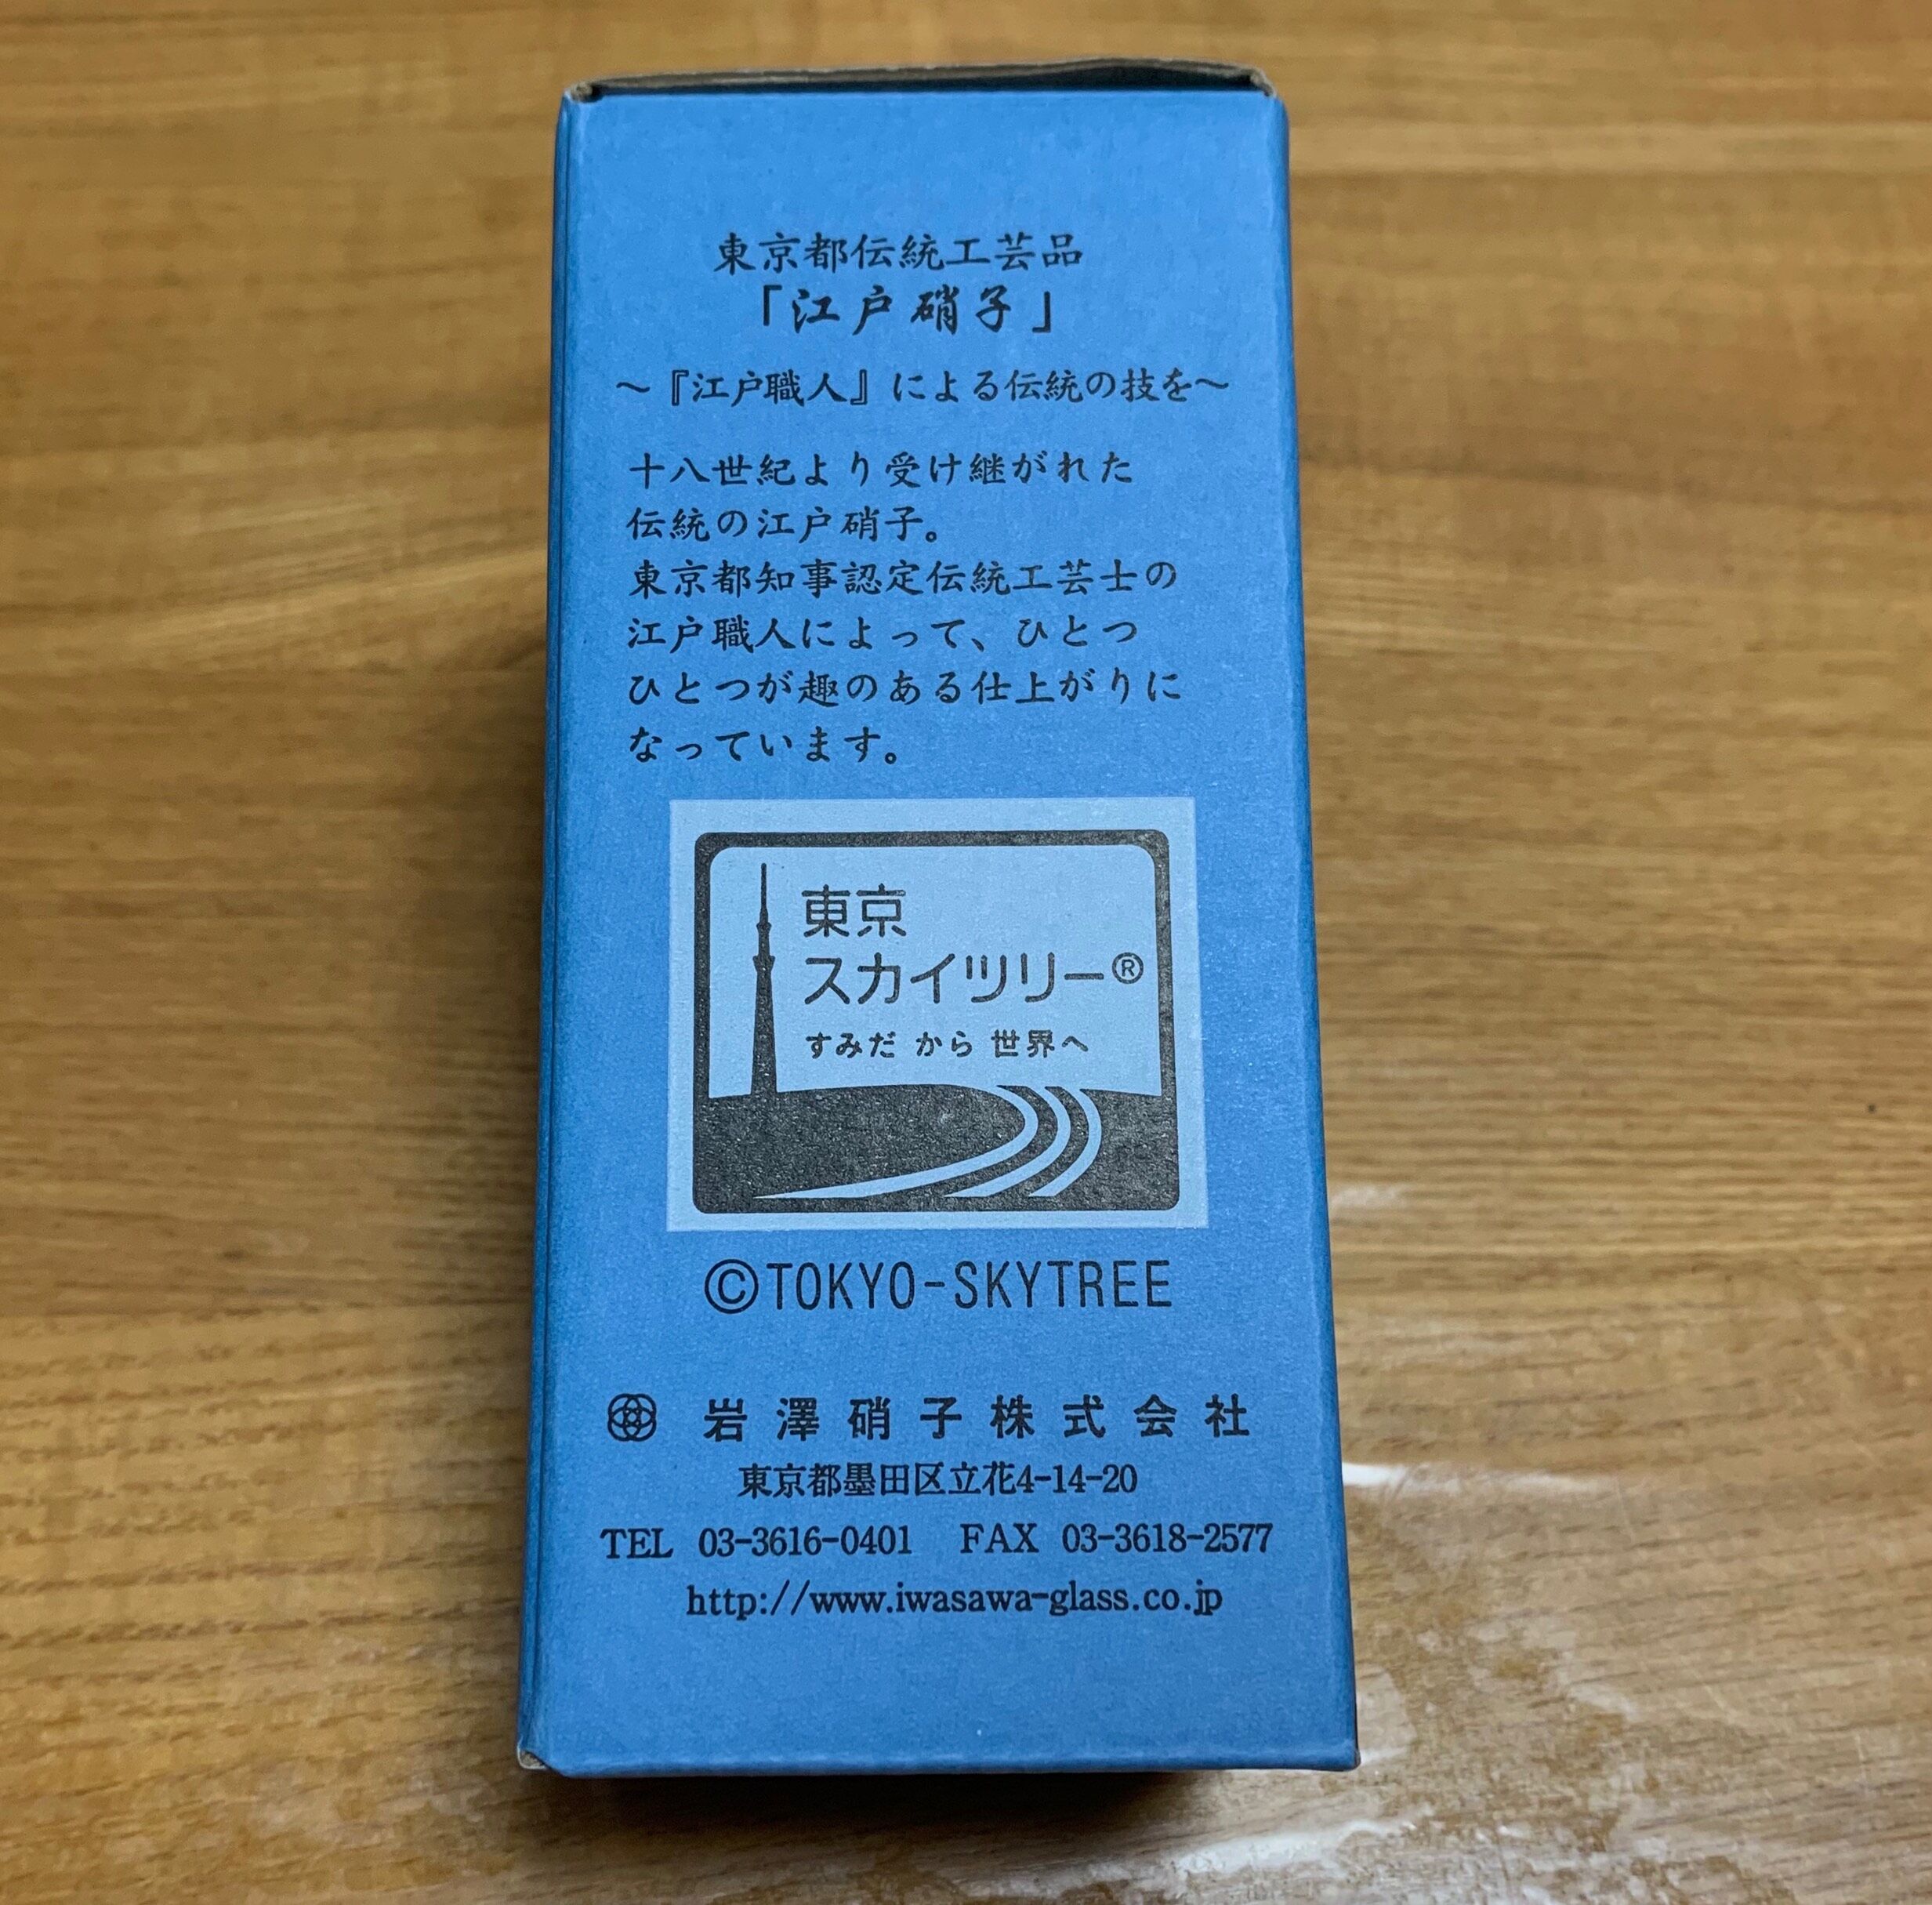 東京都伝統工芸品
「江戸硝子」
～『江戸職人』による伝統の技を～
十八世紀より受け継がれた
伝統の江戸硝子。
東京都知事認定伝統工芸士の
江戸職人によって、ひとつ
ひとつが趣のある仕上がりに
なっています。
東京
スカイツリー®
すみだ から 世界へ
©TOKYO-SKYTREE
岩澤硝子株式会社
東京都墨田区立花4-14-20
TEL 03-3616-0401 FAX 03-3618-2577
http://www.iwasawa-glass.co.jp